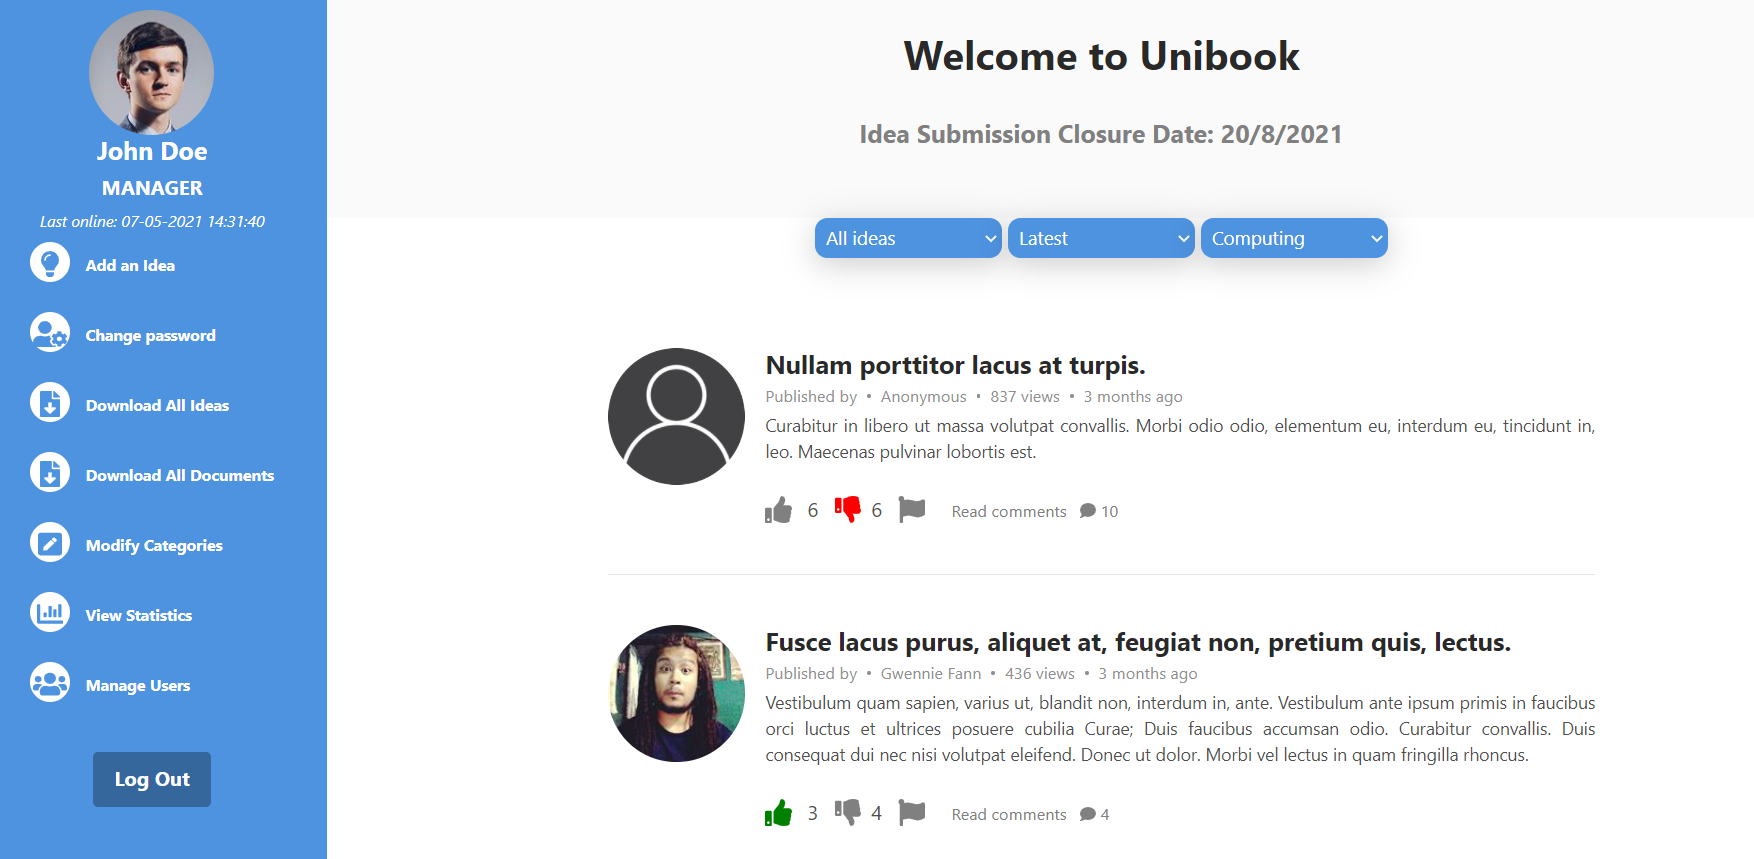 John Doe
MANAGER
Last online: 07-05-2021 14:31:40
Add an Idea
Change password
Download All Ideas
Download All Documents
Modify Categories
View Statistics
Manage Users
Log Out
Welcome to Unibook
Idea Submission Closure Date: 20/8/2021
All ideas Latest Computing
Nullam porttitor lacus at turpis.
Published by • Anonymous • 837 views • 3 months ago
Curabitur in libero ut massa volutpat convallis. Morbi odio odio, elementum eu, interdum eu, tincidunt in,
leo. Maecenas pulvinar lobortis est.
6 6 Read comments 10
Fusce lacus purus, aliquet at, feugiat non, pretium quis, lectus.
Published by • Gwennie Fann • 436 views • 3 months ago
Vestibulum quam sapien, varius ut, blandit non, interdum in, ante. Vestibulum ante ipsum primis in faucibus
orci luctus et ultrices posuere cubilia Curae; Duis faucibus accumsan odio. Curabitur convallis. Duis
consequat dui nec nisi volutpat eleifend. Donec ut dolor. Morbi vel lectus in quam fringilla rhoncus.
3 4 Read comments 4